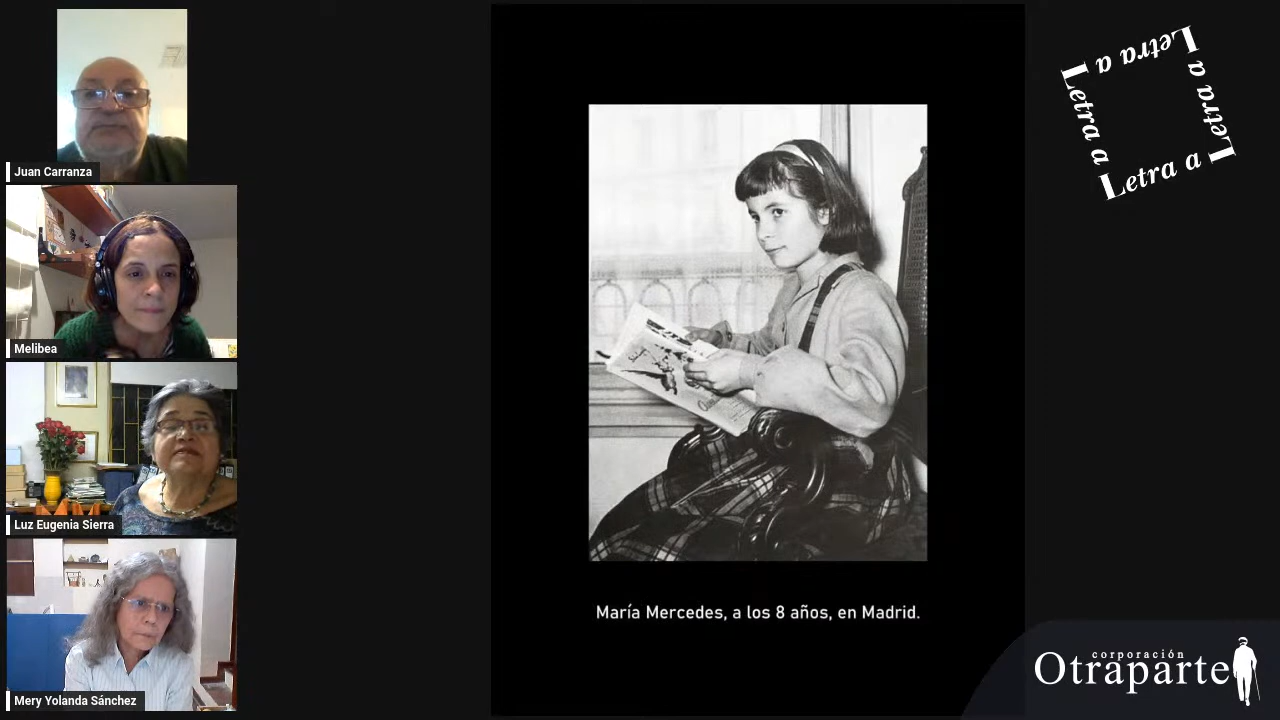 Juan Carranza
Melibea
Luz Eugenia Sierra
Mery Yolanda Sánchez
María Mercedes, a los 8 años, en Madrid.
Letra a
Letra a
Letra a
Letra a
corporación
Otraparte